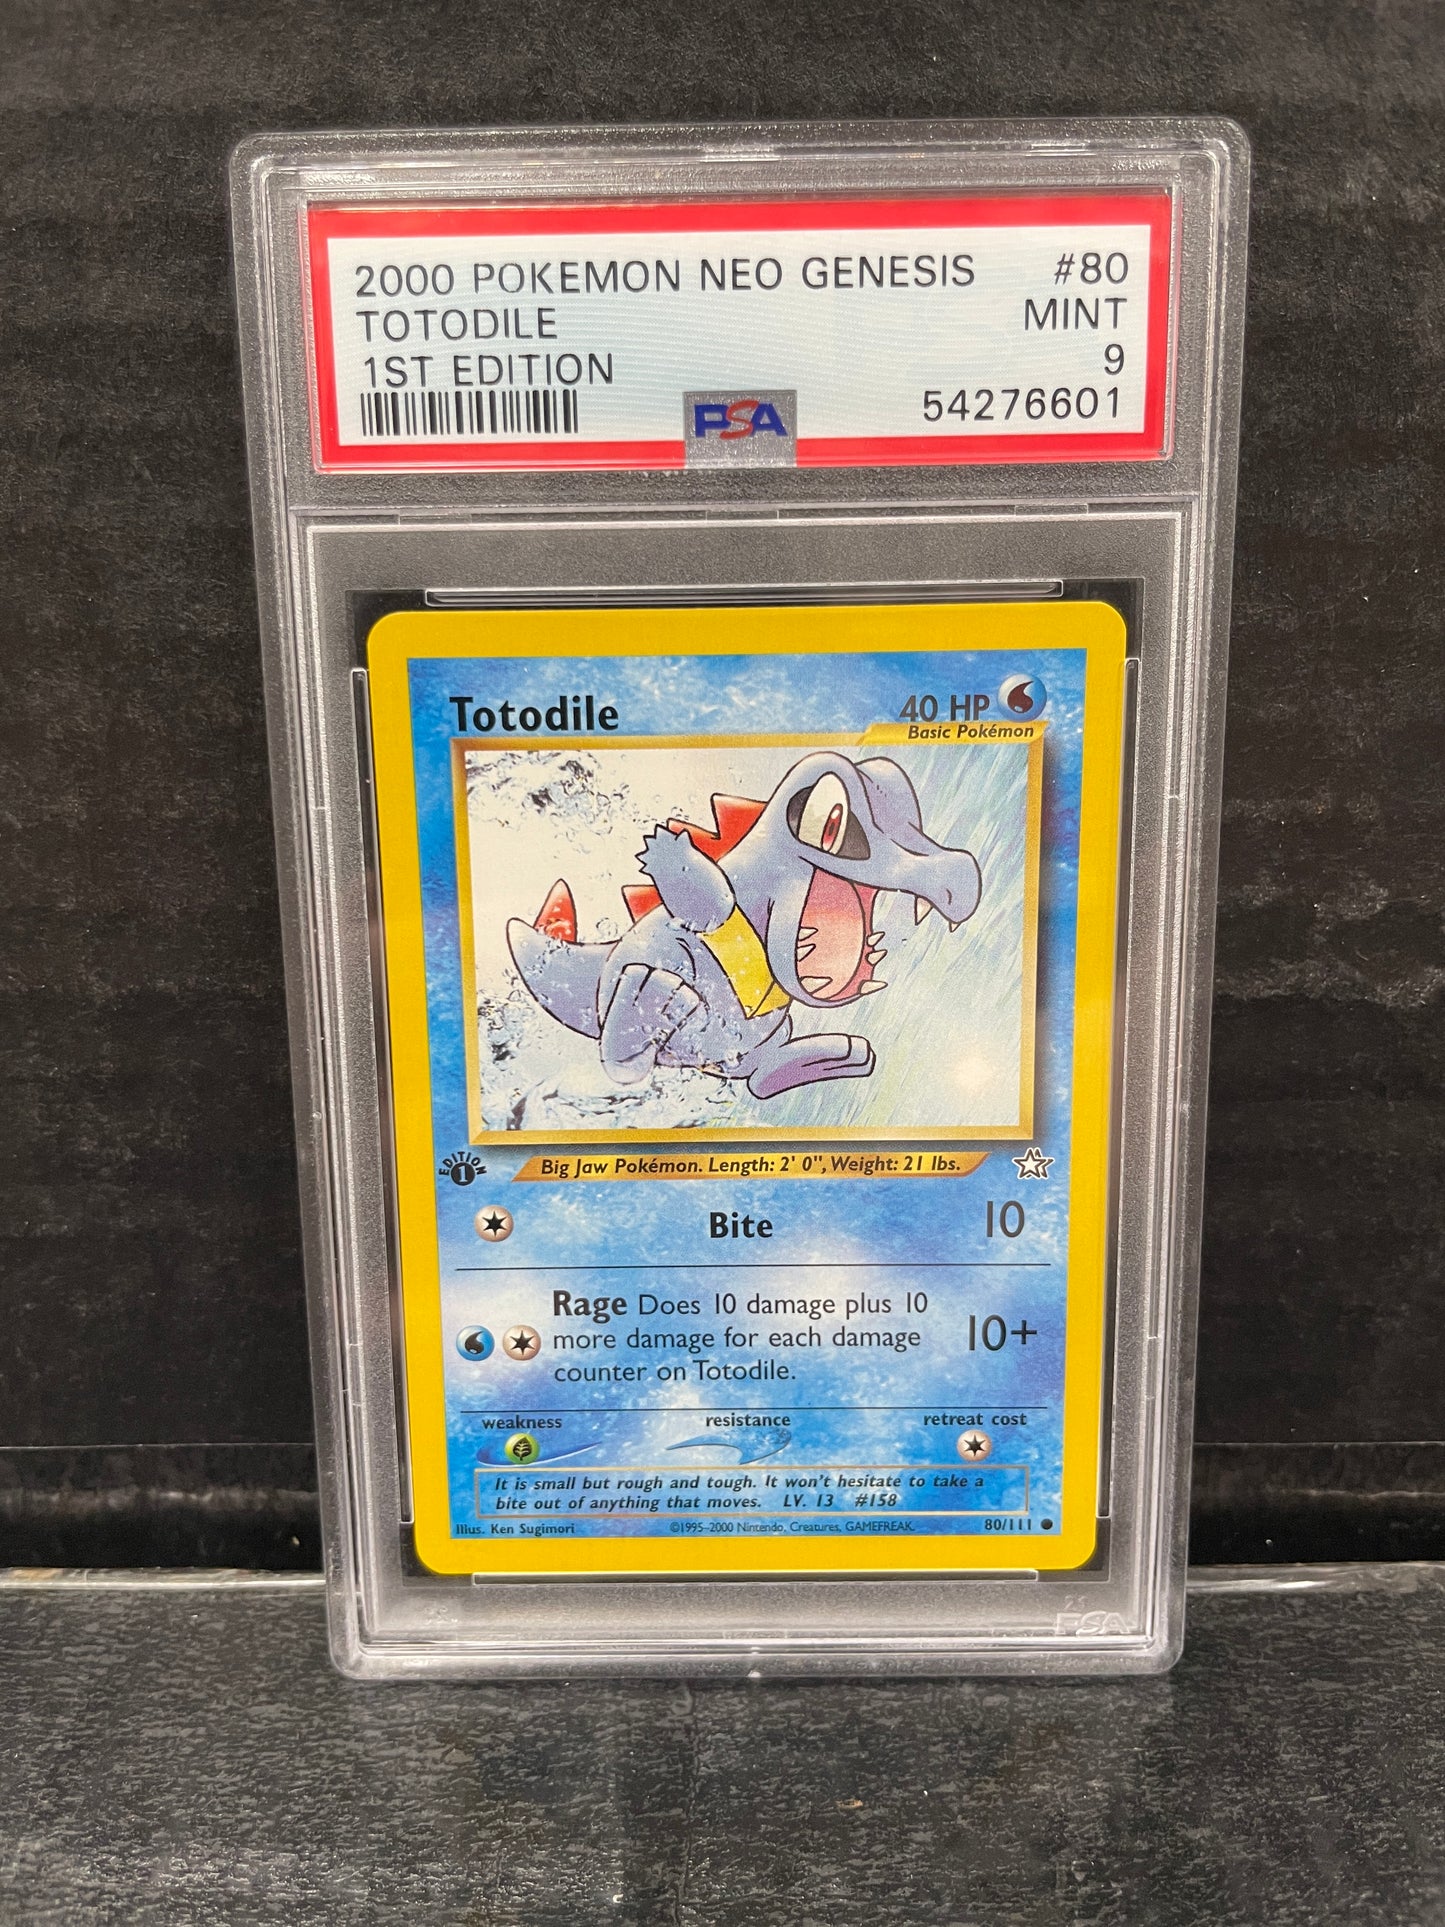 2000 POKEMON NEO GENESIS #80
TOTODILE MINT
1ST EDITION 9
PSA 54276601
Totodile 40 HP
Basic Pokémon
EDITION 1
Big Jaw Pokémon. Length: 2' 0", Weight: 21 lbs.
Bite 10
Rage Does 10 damage plus 10
more damage for each damage 10+
counter on Totodile.
weakness resistance retreat cost
It is small but rough and tough. It won't hesitate to take a
bite out of anything that moves. LV. 13 #158
Illus. Ken Sugimori ©1995-2000 Nintendo, Creatures, GAMEFREAK. 80/111
PSA